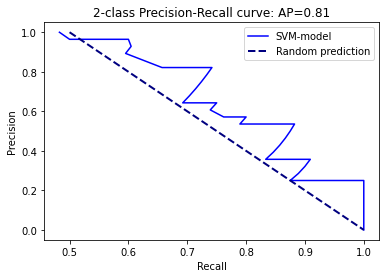 2-class Precision-Recall curve: AP=0.81
SVM-model
Random prediction
Precision
1.0
0.8
0.6
0.4
0.2
0.0
0.5 0.6 0.7 0.8 0.9 1.0
Recall